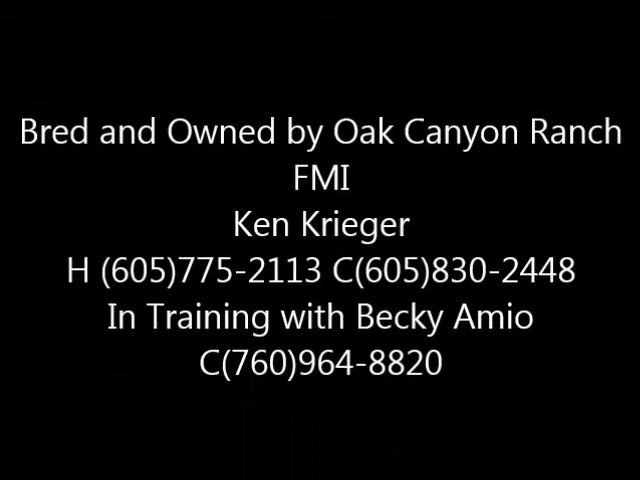 Bred and Owned by Oak Canyon Ranch
FMI
Ken Krieger
H (605)775-2113 C(605)830-2448
In Training with Becky Amio
C(760)964-8820